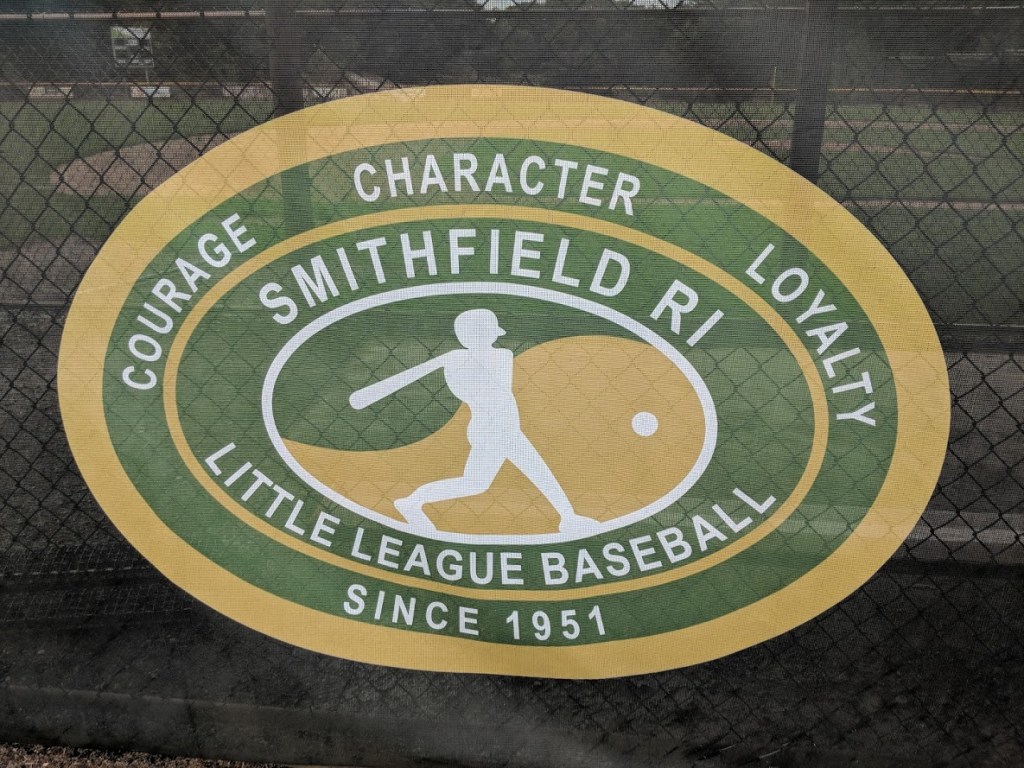 COURAGE CHARACTER LOYALTY
SMITHFIELD RI
LITTLE LEAGUE BASEBALL
SINCE 1951